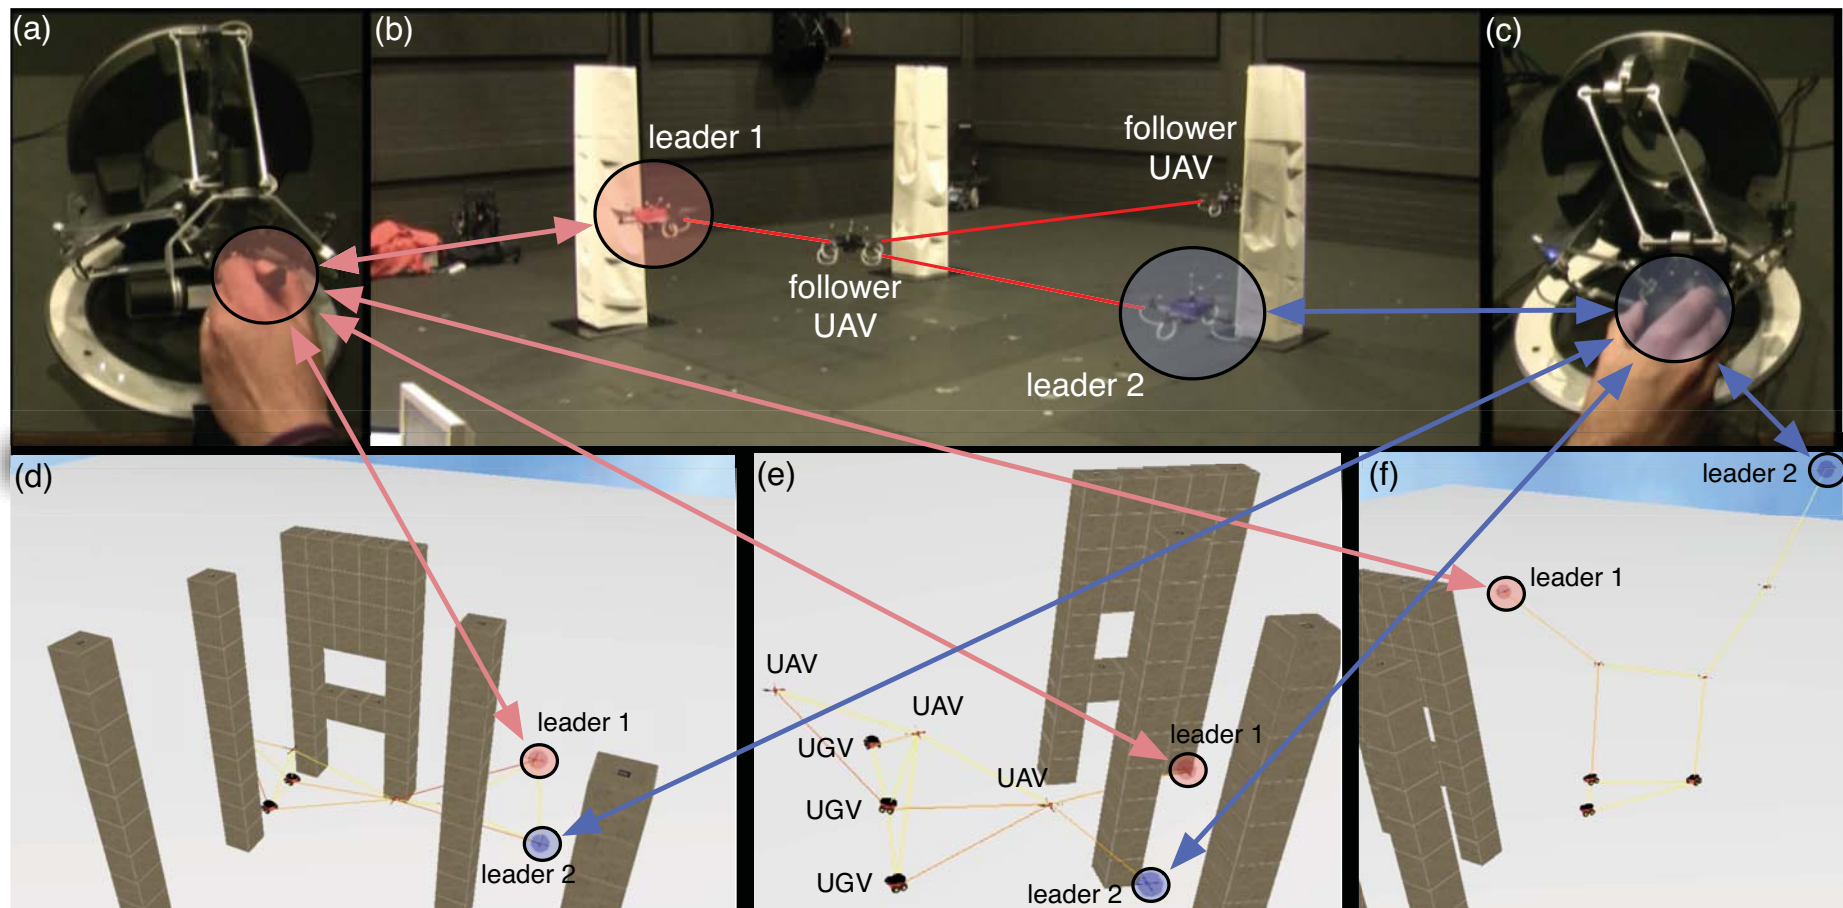 (a)
(b)
(c)
leader 1
follower
UAV
follower
UAV
leader 2
(d)
(e)
(f)
leader 2
leader 1
leader 1
leader 2
UAV
UAV
UGV
leader 1
UAV
UGV
UGV
leader 2